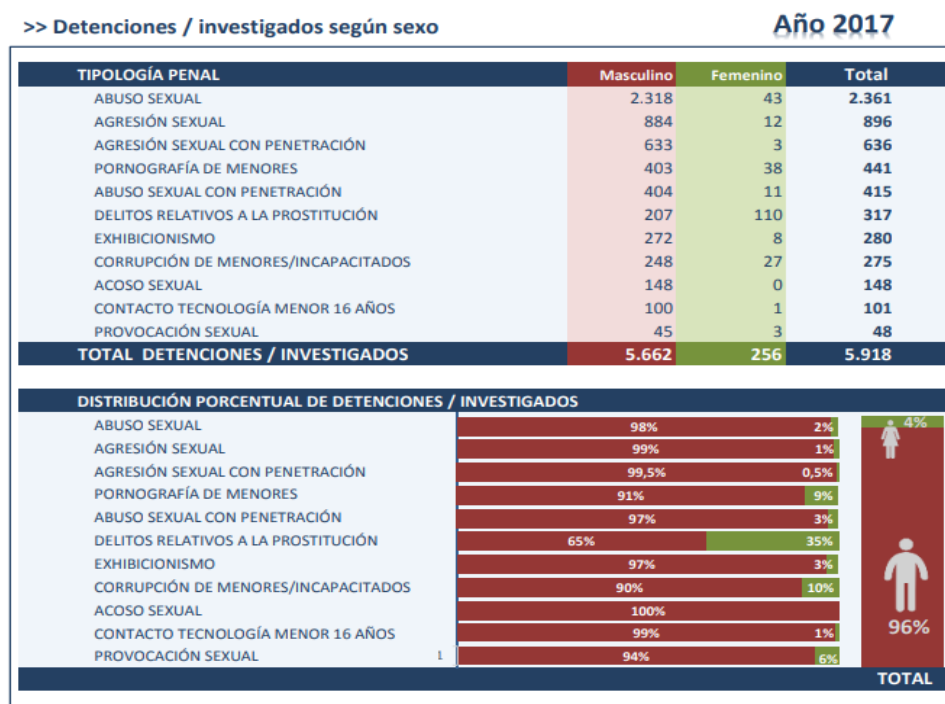 >> Detenciones / investigados según sexo Año 2017
TIPOLOGÍA PENAL Masculino Femenino Total
ABUSO SEXUAL 2.318 43 2.361
AGRESIÓN SEXUAL 884 12 896
AGRESIÓN SEXUAL CON PENETRACIÓN 633 3 636
PORNOGRAFÍA DE MENORES 403 38 441
ABUSO SEXUAL CON PENETRACIÓN 404 11 415
DELITOS RELATIVOS A LA PROSTITUCIÓN 207 110 317
EXHIBICIONISMO 272 8 280
CORRUPCIÓN DE MENORES/INCAPACITADOS 248 27 275
ACOSO SEXUAL 148 0 148
CONTACTO TECNOLOGÍA MENOR 16 AÑOS 100 1 101
PROVOCACIÓN SEXUAL 45 3 48
TOTAL DETENCIONES / INVESTIGADOS 5.662 256 5.918
DISTRIBUCIÓN PORCENTUAL DE DETENCIONES / INVESTIGADOS
ABUSO SEXUAL 98% 2% 4%
AGRESIÓN SEXUAL 99% 1%
AGRESIÓN SEXUAL CON PENETRACIÓN 99,5% 0,5%
PORNOGRAFÍA DE MENORES 91% 9%
ABUSO SEXUAL CON PENETRACIÓN 97% 3%
DELITOS RELATIVOS A LA PROSTITUCIÓN 65% 35%
EXHIBICIONISMO 97% 3%
CORRUPCIÓN DE MENORES/INCAPACITADOS 90% 10%
ACOSO SEXUAL 100%
CONTACTO TECNOLOGÍA MENOR 16 AÑOS 99% 1% 96%
PROVOCACIÓN SEXUAL 1 94% 6%
TOTAL